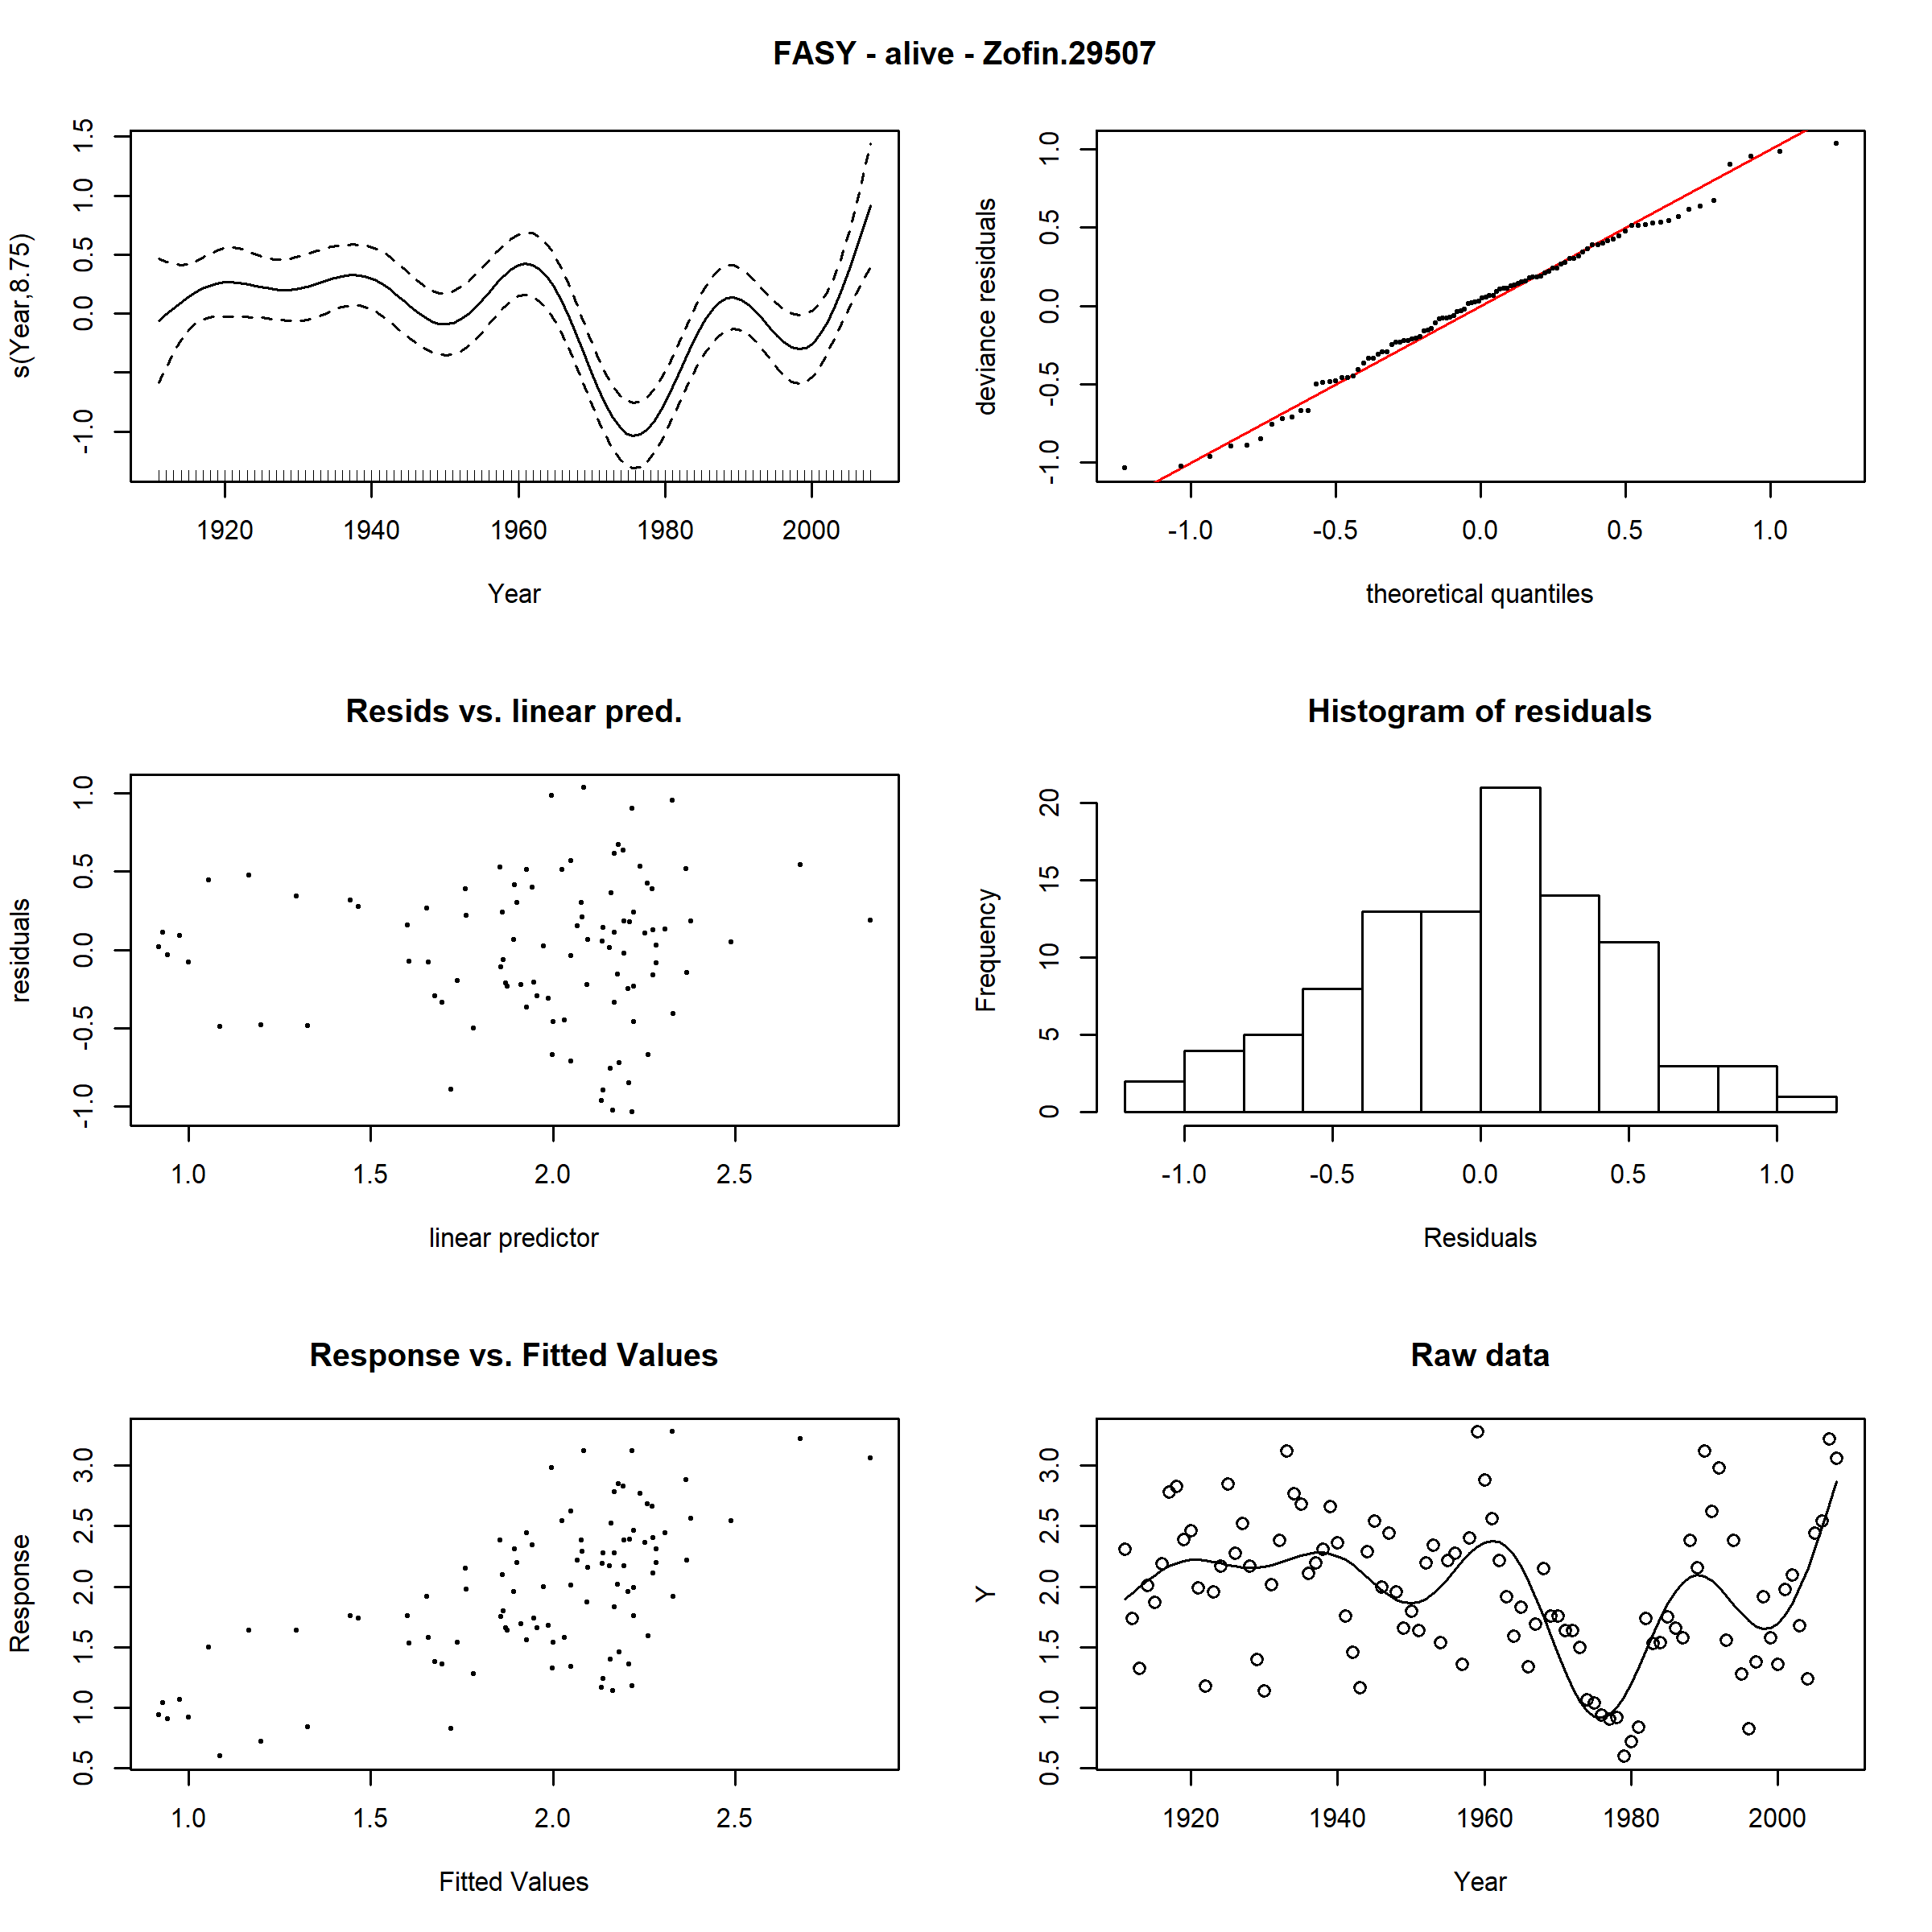 FASY - alive - Zofin.29507
s(Year,8.75)
1.5
1.0
0.5
0.0
-1.0
1920 1940 1960 1980 2000
Year
deviance residuals
1.0
0.5
0.0
-0.5
-1.0
-1.0 -0.5 0.0 0.5 1.0
theoretical quantiles
Resids vs. linear pred.
residuals
1.0
0.5
0.0
-0.5
-1.0
1.0 1.5 2.0 2.5
linear predictor
Histogram of residuals
Frequency
20
15
10
5
0
-1.0 -0.5 0.0 0.5 1.0
Residuals
Response vs. Fitted Values
Response
3.0
2.5
2.0
1.5
1.0
0.5
1.0 1.5 2.0 2.5
Fitted Values
Raw data
Y
3.0
2.5
2.0
1.5
1.0
0.5
1920 1940 1960 1980 2000
Year